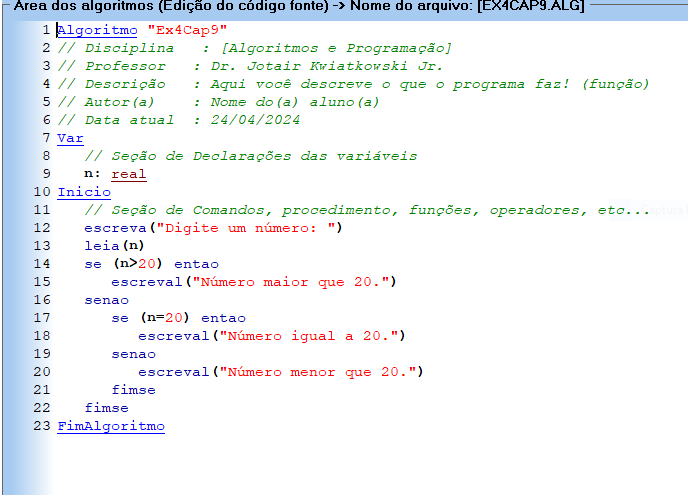 Área dos algoritmos (Edição do código fonte) -> Nome do arquivo: [EX4CAP9.ALG]
1 Algoritmo "Ex4Cap9"
2 // Disciplina   : [Algoritmos e Programação]
3 // Professor   : Dr. Jotair Kwiatkowski Jr.
4 // Descrição   : Aqui você descreve o que o programa faz! (função)
5 // Autor(a)    : Nome do(a) aluno(a)
6 // Data atual  : 24/04/2024
7 Var
8    // Seção de Declarações das variáveis
9    n: real
10 Inicio
11    // Seção de Comandos, procedimento, funções, operadores, etc...
12    escreva("Digite um número: ")
13    leia(n)
14    se (n>20) entao
15       escreval("Número maior que 20.")
16    senao
17       se (n=20) entao
18          escreval("Número igual a 20.")
19       senao
20          escreval("Número menor que 20.")
21       fimse
22    fimse
23 FimAlgoritmo